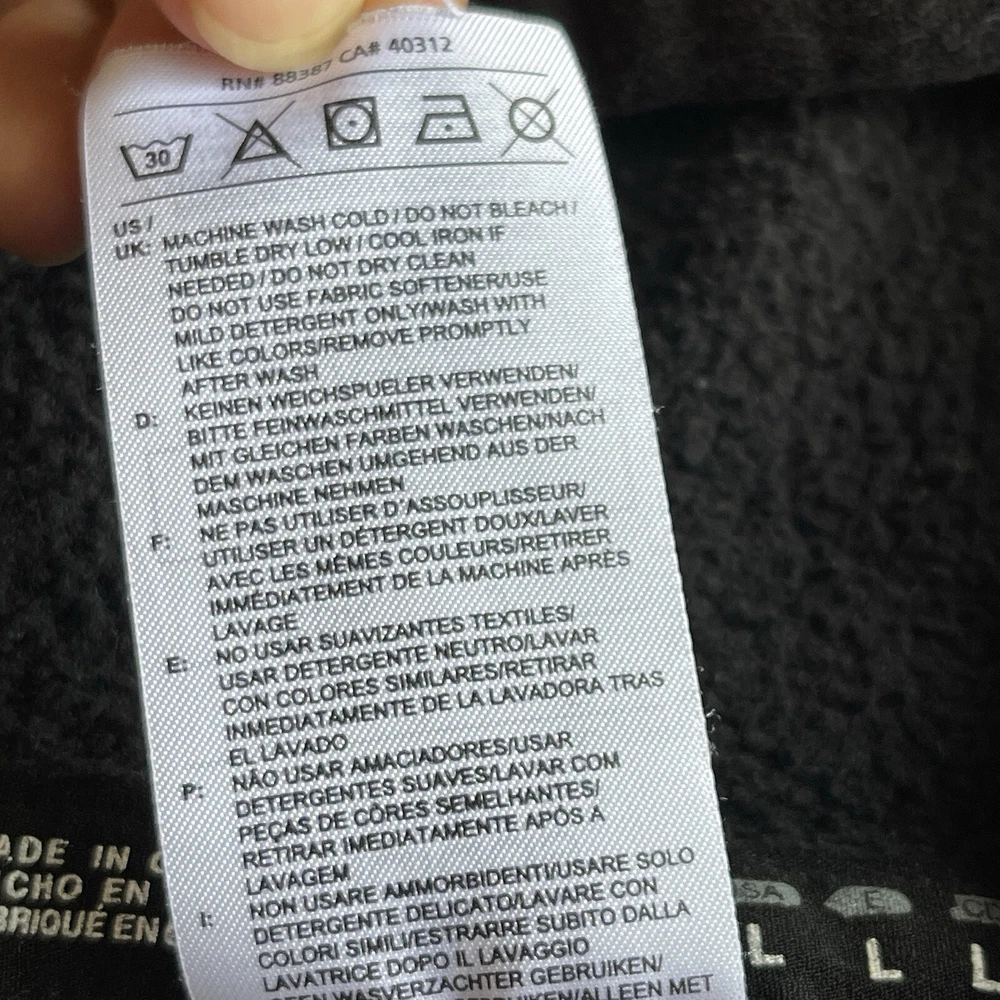 RN# 88387 CA# 40312
30
US /
UK: MACHINE WASH COLD / DO NOT BLEACH /
TUMBLE DRY LOW / COOL IRON IF
NEEDED / DO NOT DRY CLEAN
DO NOT USE FABRIC SOFTENER/USE
MILD DETERGENT ONLY/WASH WITH
LIKE COLORS/REMOVE PROMPTLY
AFTER WASH
D: KEINEN WEICHSPUELER VERWENDEN/
BITTE FEINWASCHMITTEL VERWENDEN/
MIT GLEICHEN FARBEN WASCHEN/NACH
DEM WASCHEN UMGEHEND AUS DER
MASCHINE NEHMEN
F: NE PAS UTILISER D'ASSOUPLISSEUR/
UTILISER UN DÉTERGENT DOUX/LAVER
AVEC LES MÊMES COULEURS/RETIRER
IMMÉDIATEMENT DE LA MACHINE APRÈS
LAVAGE
E: NO USAR SUAVIZANTES TEXTILES/
USAR DETERGENTE NEUTRO/LAVAR
CON COLORES SIMILARES/RETIRAR
INMEDIATAMENTE DE LA LAVADORA TRAS
EL LAVADO
P: NÃO USAR AMACIADORES/USAR
DETERGENTES SUAVES/LAVAR COM
PEÇAS DE CÔRES SEMELHANTES/
RETIRAR IMEDIATAMENTE APÓS A
LAVAGEM
I: NON USARE AMMORBIDENTI/USARE SOLO
DETERGENTE DELICATO/LAVARE CON
COLORI SIMILI/ESTRARRE SUBITO DALLA
LAVATRICE DOPO IL LAVAGGIO
WASVERZACHTER GEBRUIKEN/
ALLEEN MET
ADE IN C
CHO EN
BRIQUÉ EN
SA E
L L L